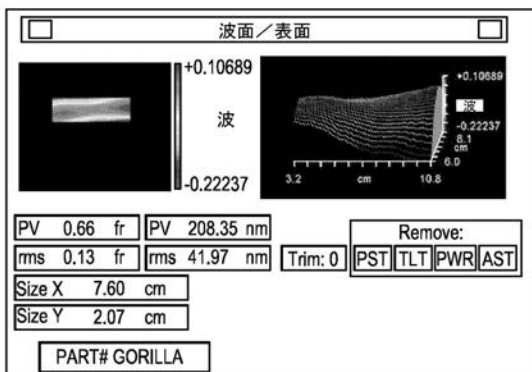 波面／表面
+0.10689
波
-0.22237
+0.10689
波
-0.22237
8.1
cm
6.0
3.2 cm 10.8
PV 0.66 fr PV 208.35 nm
rms 0.13 fr rms 41.97 nm Trim: 0
Remove:
PST TLT PWR AST
Size X 7.60 cm
Size Y 2.07 cm
PART# GORILLA